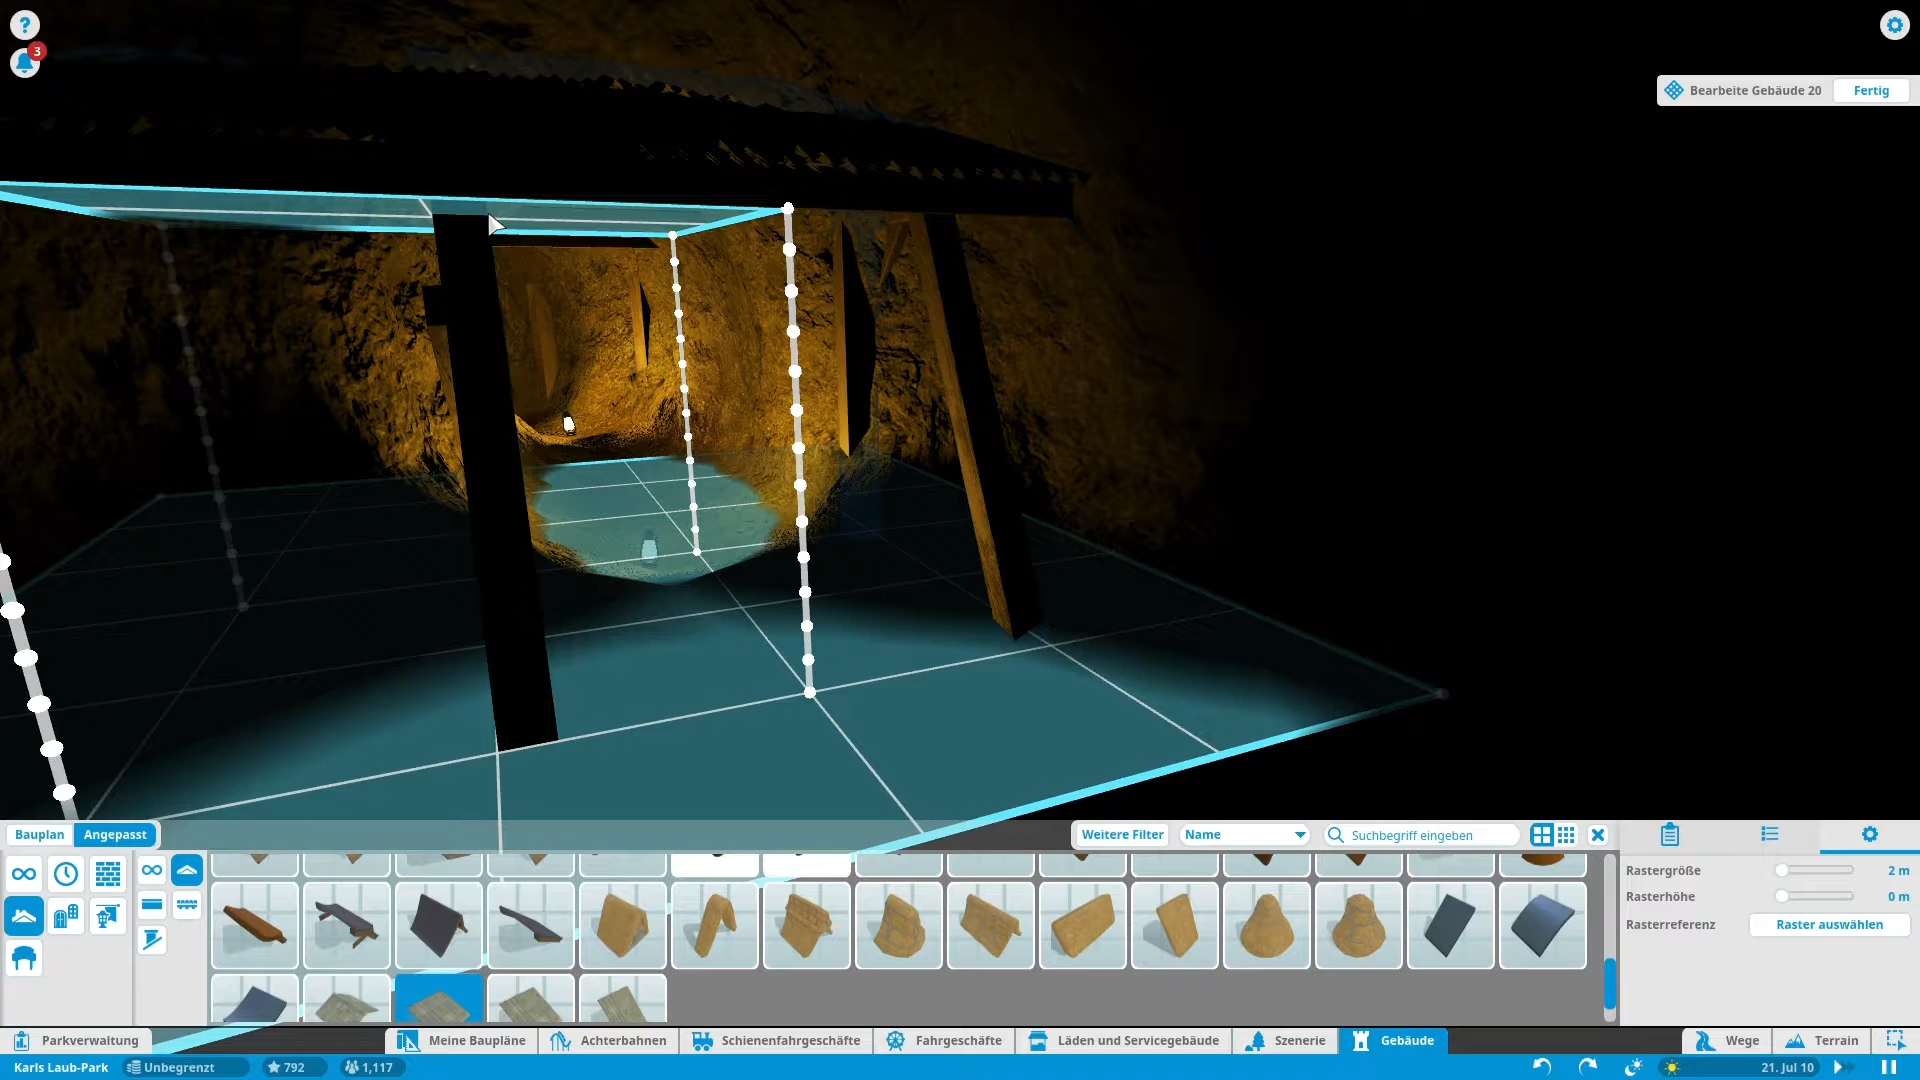 ?
3
Bearbeite Gebäude 20
Fertig
Bauplan
Angepasst
Weitere Filter
Name
Suchbegriff eingeben
Rastergröße
2 m
Rasterhöhe
0 m
Rasterreferenz
Raster auswählen
Parkverwaltung
Meine Baupläne
Achterbahnen
Schienenfahrgeschäfte
Fahrgeschäfte
Läden und Servicegebäude
Szenerie
Gebäude
Wege
Terrain
Karls Laub-Park
Unbegrenzt
792
1,117
21. Jul 10